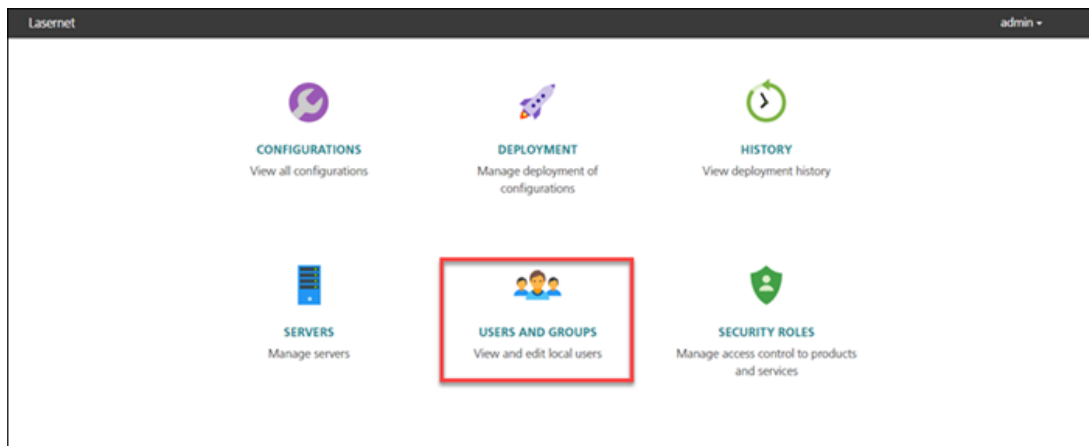 Lasernet
admin
CONFIGURATIONS
View all configurations
DEPLOYMENT
Manage deployment of
configurations
HISTORY
View deployment history
SERVERS
Manage servers
USERS AND GROUPS
View and edit local users
SECURITY ROLES
Manage access control to products
and services